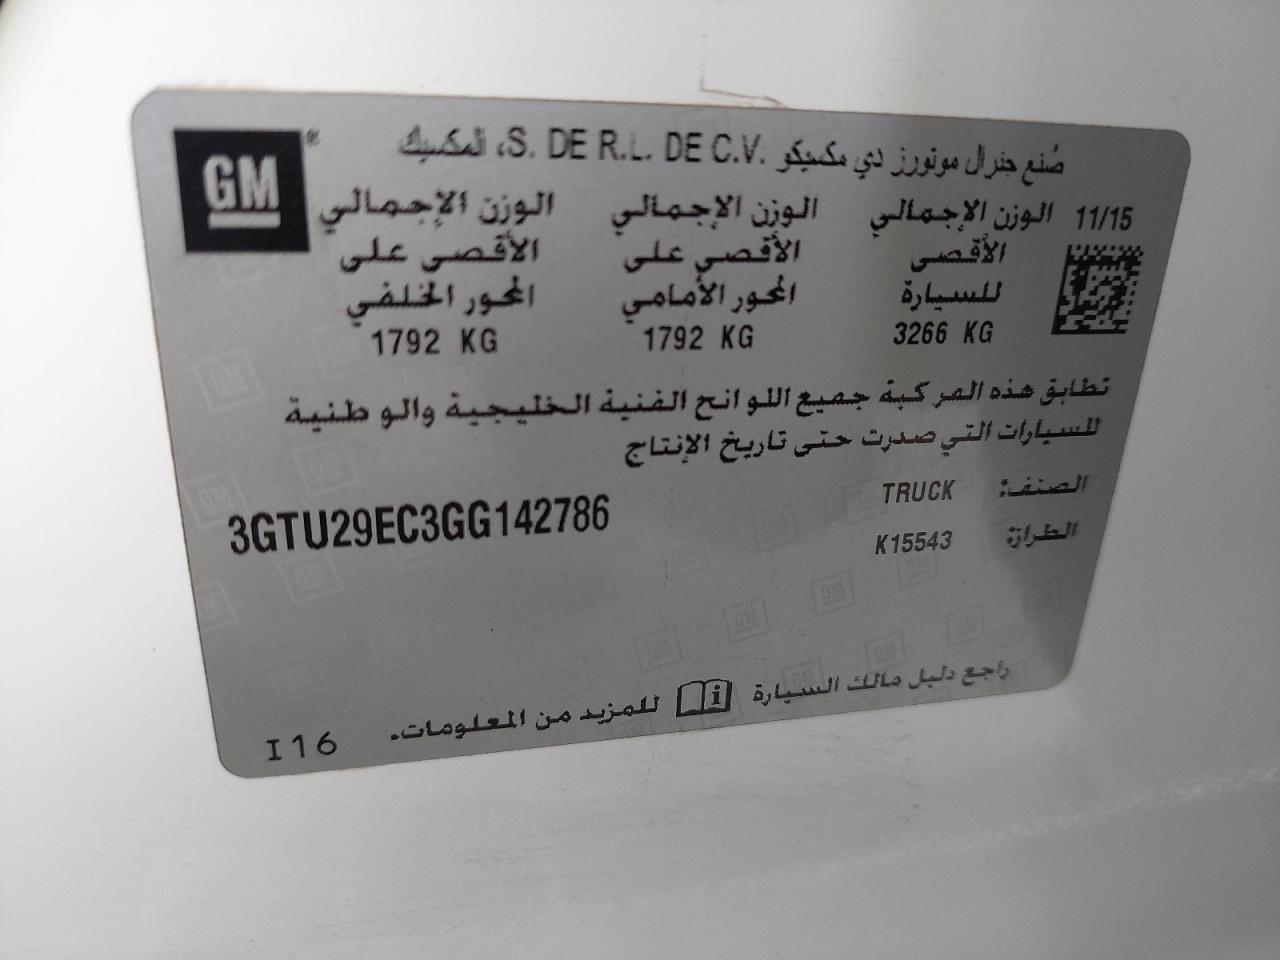 GM®
صُنع جنرال موتورز دي مكسيكو .S. DE R.L. DE C.V، المكسيك
11/15
الوزن الإجمالي الأقصى للسيارة
3266 KG
الوزن الإجمالي الأقصى على المحور الأمامي
1792 KG
الوزن الإجمالي الأقصى على المحور الخلفي
1792 KG
تطابق هذه المركبة جميع اللوائح الفنية الخليجية والوطنية
للسيارات التي صدرت حتى تاريخ الإنتاج
الصنف: TRUCK
3GTU29EC3GG142786
الطراز: K15543
راجع دليل مالك السيارة للمزيد من المعلومات.
I16